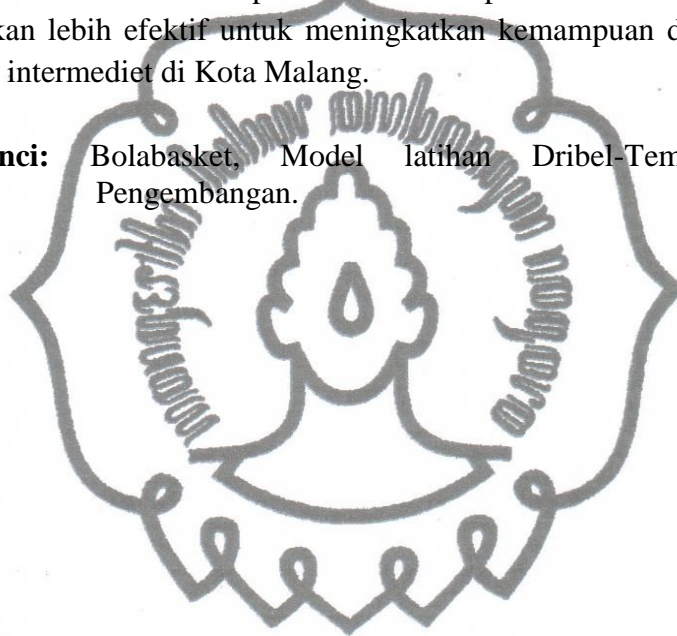 kan lebih efektif untuk meningkatkan kemampuan d
intermediet di Kota Malang.
nci: Bolabasket, Model latihan Dribel-Tem
Pengembangan.